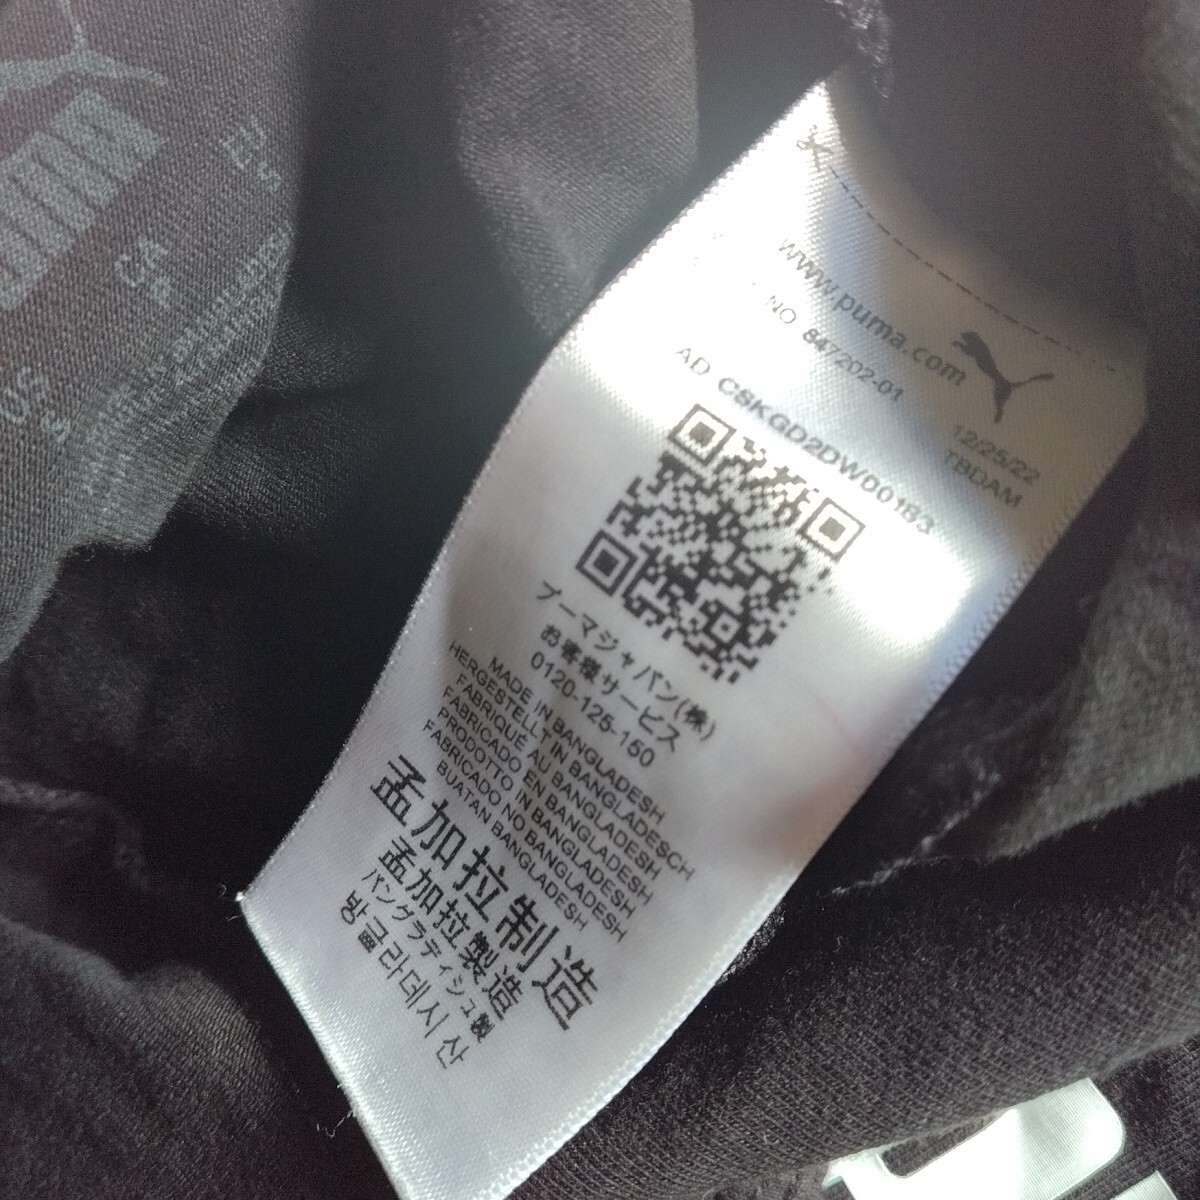 www.puma.com
NO 847202-01
12/25/22
AD CSKGD2DW00183
TBDAM
プーマジャパン(株)
お客様サービス
0120-125-150
MADE IN BANGLADESH
HERGESTELLT IN BANGLADESCH
FABRIQUÉ AU BANGLADESH
FABRICADO EN BANGLADESH
PRODOTTO IN BANGLADESH
FABRICADO NO BANGLADESH
BUATAN BANGLADESH
孟加拉制造
孟加拉製造
バングラディシュ製
방글라데시 산
US